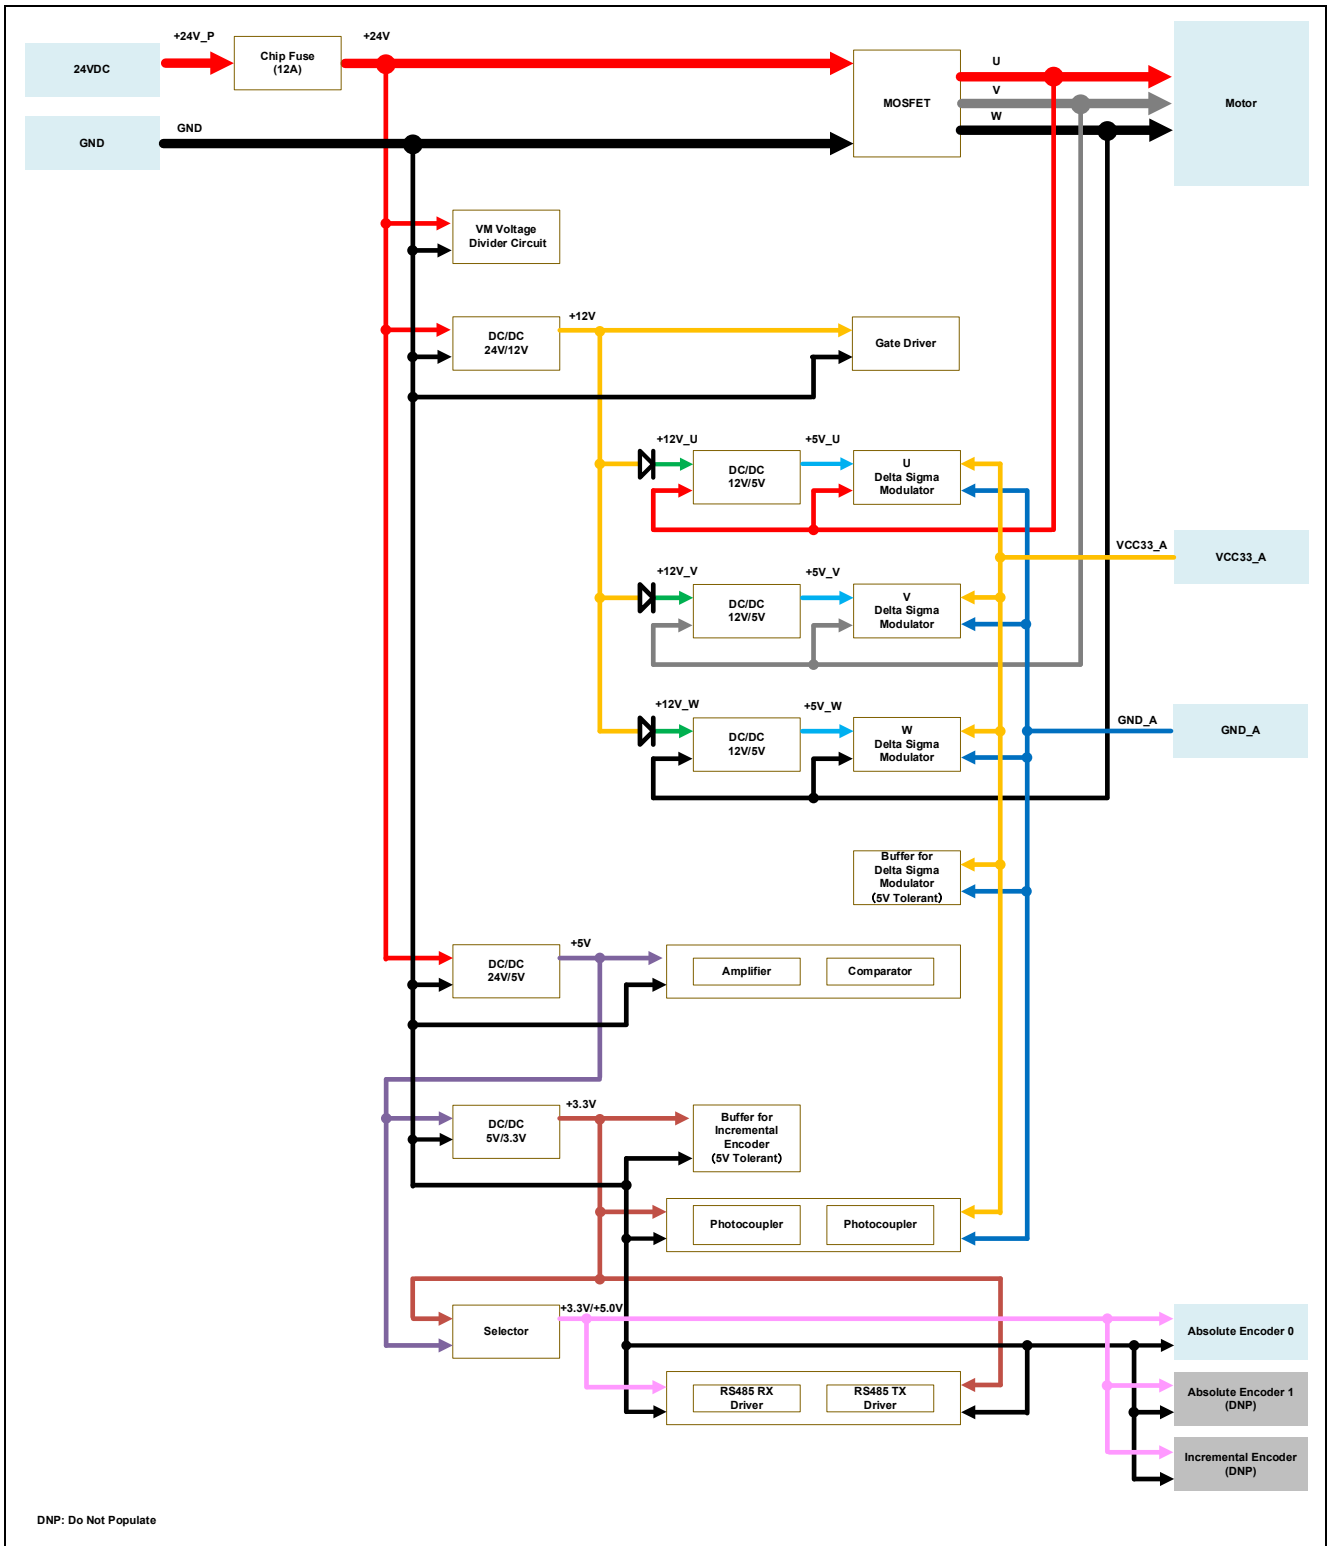 +24V_P
+24V
24VDC
Chip Fuse
(12A)
MOSFET
U
V
W
Motor
GND
GND
VM Voltage
Divider Circuit
+12V
DC/DC
24V/12V
Gate Driver
+12V_U
+5V_U
DC/DC
12V/5V
U
Delta Sigma
Modulator
VCC33_A
VCC33_A
+12V_V
+5V_V
DC/DC
12V/5V
V
Delta Sigma
Modulator
+12V_W
+5V_W
DC/DC
12V/5V
W
Delta Sigma
Modulator
GND_A
GND_A
Buffer for
Delta Sigma
Modulator
(5V Tolerant)
+5V
DC/DC
24V/5V
Amplifier
Comparator
+3.3V
DC/DC
5V/3.3V
Buffer for
Incremental
Encoder
(5V Tolerant)
Photocoupler
Photocoupler
+3.3V/+5.0V
Selector
Absolute Encoder 0
RS485 RX
Driver
RS485 TX
Driver
Absolute Encoder 1
(DNP)
Incremental Encoder
(DNP)
DNP: Do Not Populate